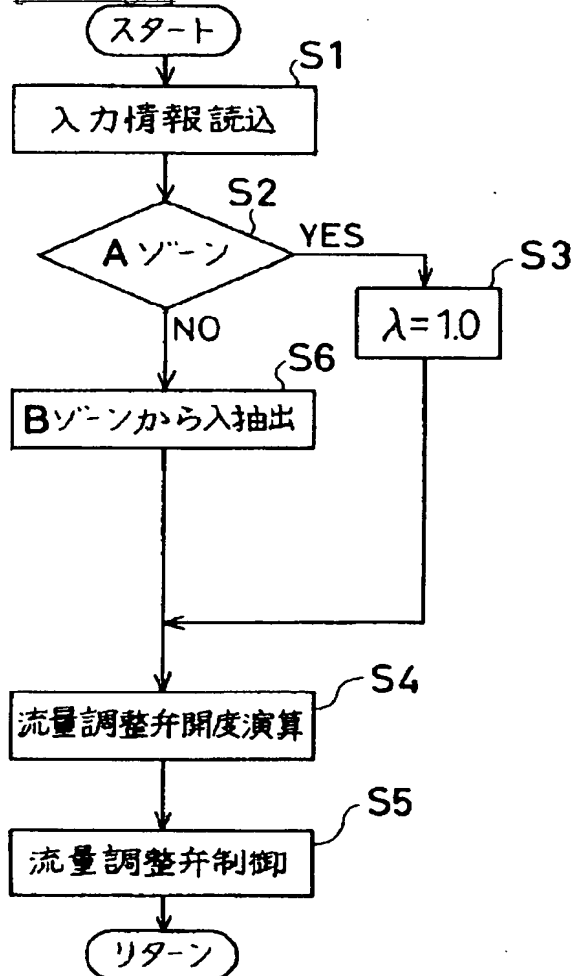 スタート
S1
入力情報読込
S2
Aゾーン
YES
S3
λ=1.0
NO
S6
Bゾーンからλ抽出
S4
流量調整弁開度演算
S5
流量調整弁制御
リターン